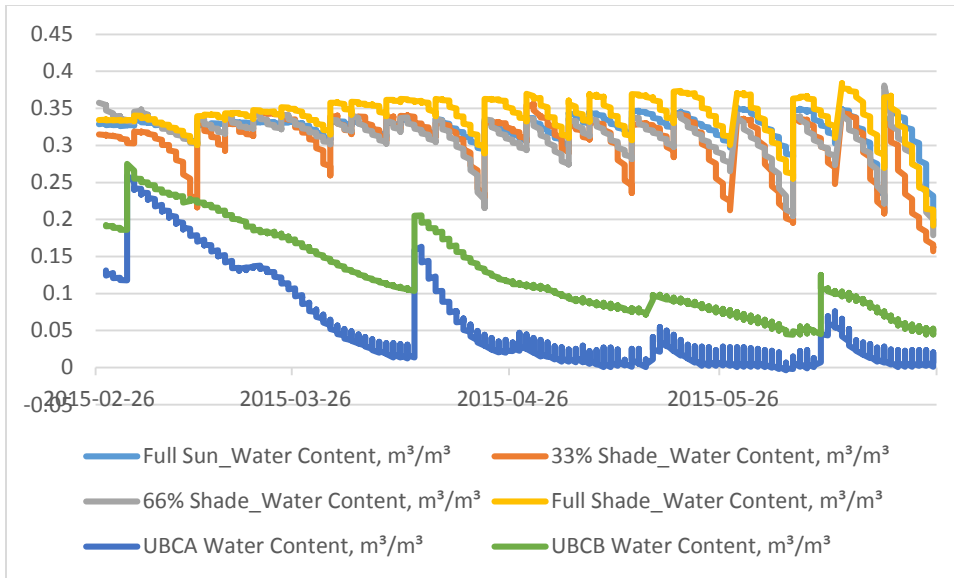 0.45
0.4
0.35
0.3
0.25
0.2
0.15
0.1
0.05
0
-0.05
2015-02-26 2015-03-26 2015-04-26 2015-05-26
Full Sun_Water Content, m³/m³ 33% Shade_Water Content, m³/m³
66% Shade_Water Content, m³/m³ Full Shade_Water Content, m³/m³
UBCA Water Content, m³/m³ UBCB Water Content, m³/m³